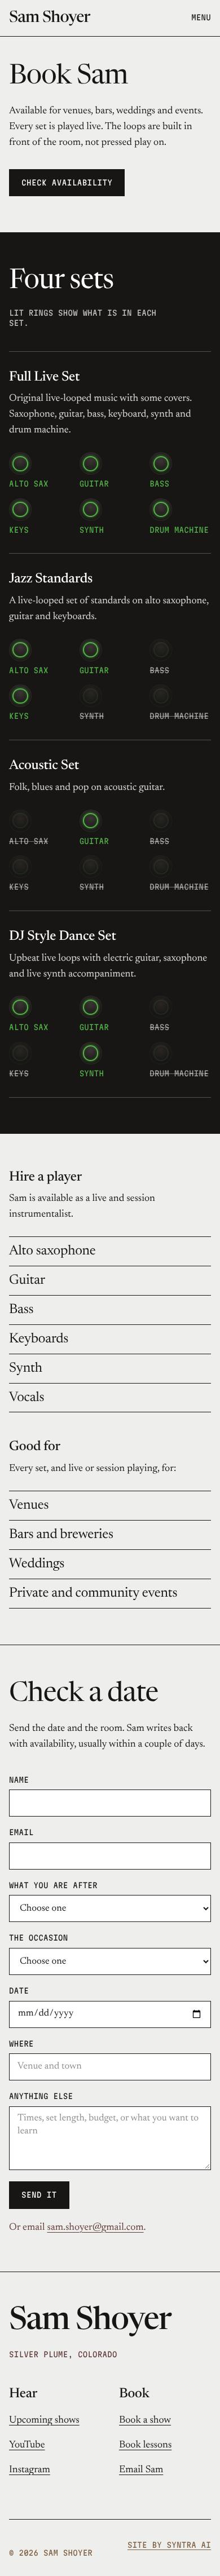 Sam Shoyer
MENU
Book Sam
Available for venues, bars, weddings and events.
Every set is played live. The loops are built in
front of the room, not pressed play on.
CHECK AVAILABILITY
Four sets
LIT RINGS SHOW WHAT IS IN EACH
SET.
Full Live Set
Original live-looped music with some covers.
Saxophone, guitar, bass, keyboard, synth and
drum machine.
ALTO SAX GUITAR BASS
KEYS SYNTH DRUM MACHINE
Jazz Standards
A live-looped set of standards on alto saxophone,
guitar and keyboards.
ALTO SAX GUITAR BASS
KEYS SYNTH DRUM MACHINE
Acoustic Set
Folk, blues and pop on acoustic guitar.
ALTO SAX GUITAR BASS
KEYS SYNTH DRUM MACHINE
DJ Style Dance Set
Upbeat live loops with electric guitar, saxophone
and live synth accompaniment.
ALTO SAX GUITAR BASS
KEYS SYNTH DRUM MACHINE
Hire a player
Sam is available as a live and session
instrumentalist.
Alto saxophone
Guitar
Bass
Keyboards
Synth
Vocals
Good for
Every set, and live or session playing, for:
Venues
Bars and breweries
Weddings
Private and community events
Check a date
Send the date and the room. Sam writes back
with availability, usually within a couple of days.
NAME
EMAIL
WHAT YOU ARE AFTER
Choose one
THE OCCASION
Choose one
DATE
mm/dd/yyyy
WHERE
Venue and town
ANYTHING ELSE
Times, set length, budget, or what you want to
learn
SEND IT
Or email sam.shoyer@gmail.com.
Sam Shoyer
SILVER PLUME, COLORADO
Hear
Upcoming shows
YouTube
Instagram
Book
Book a show
Book lessons
Email Sam
© 2026 SAM SHOYER
SITE BY SYNTRA AI